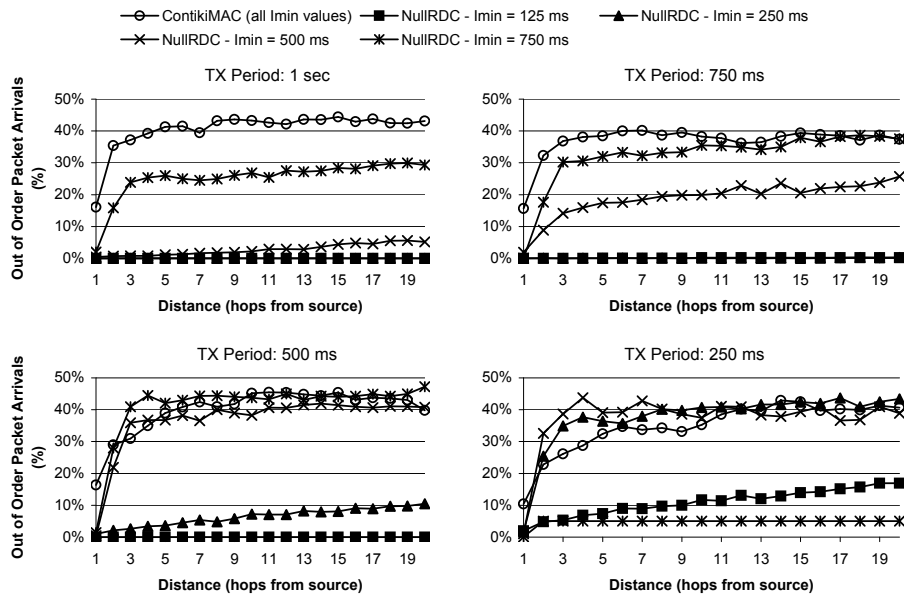 ContikiMAC (all Imin values) NullRDC - Imin = 125 ms NullRDC - Imin = 250 ms
NullRDC - Imin = 500 ms NullRDC - Imin = 750 ms
TX Period: 1 sec
Out of Order Packet Arrivals
(%)
50%
40%
30%
20%
10%
0%
1 3 5 7 9 11 13 15 17 19
Distance (hops from source)
TX Period: 750 ms
50%
40%
30%
20%
10%
0%
1 3 5 7 9 11 13 15 17 19
Distance (hops from source)
TX Period: 500 ms
Out of Order Packet Arrivals
(%)
50%
40%
30%
20%
10%
0%
1 3 5 7 9 11 13 15 17 19
Distance (hops from source)
TX Period: 250 ms
50%
40%
30%
20%
10%
0%
1 3 5 7 9 11 13 15 17 19
Distance (hops from source)